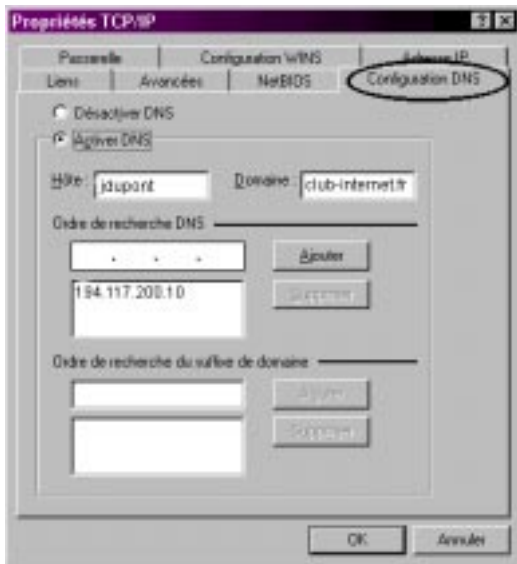 Propriétés TCP/IP
Passerelle Configuration WINS Adresse IP
Liens Avancées NetBIOS Configuration DNS
Désactiver DNS
Activer DNS
Hôte : jdupont Domaine : club-internet.fr
Ordre de recherche DNS
. . . Ajouter
194.117.200.10 Supprimer
Ordre de recherche du suffixe de domaine
Ajouter
Supprimer
OK Annuler